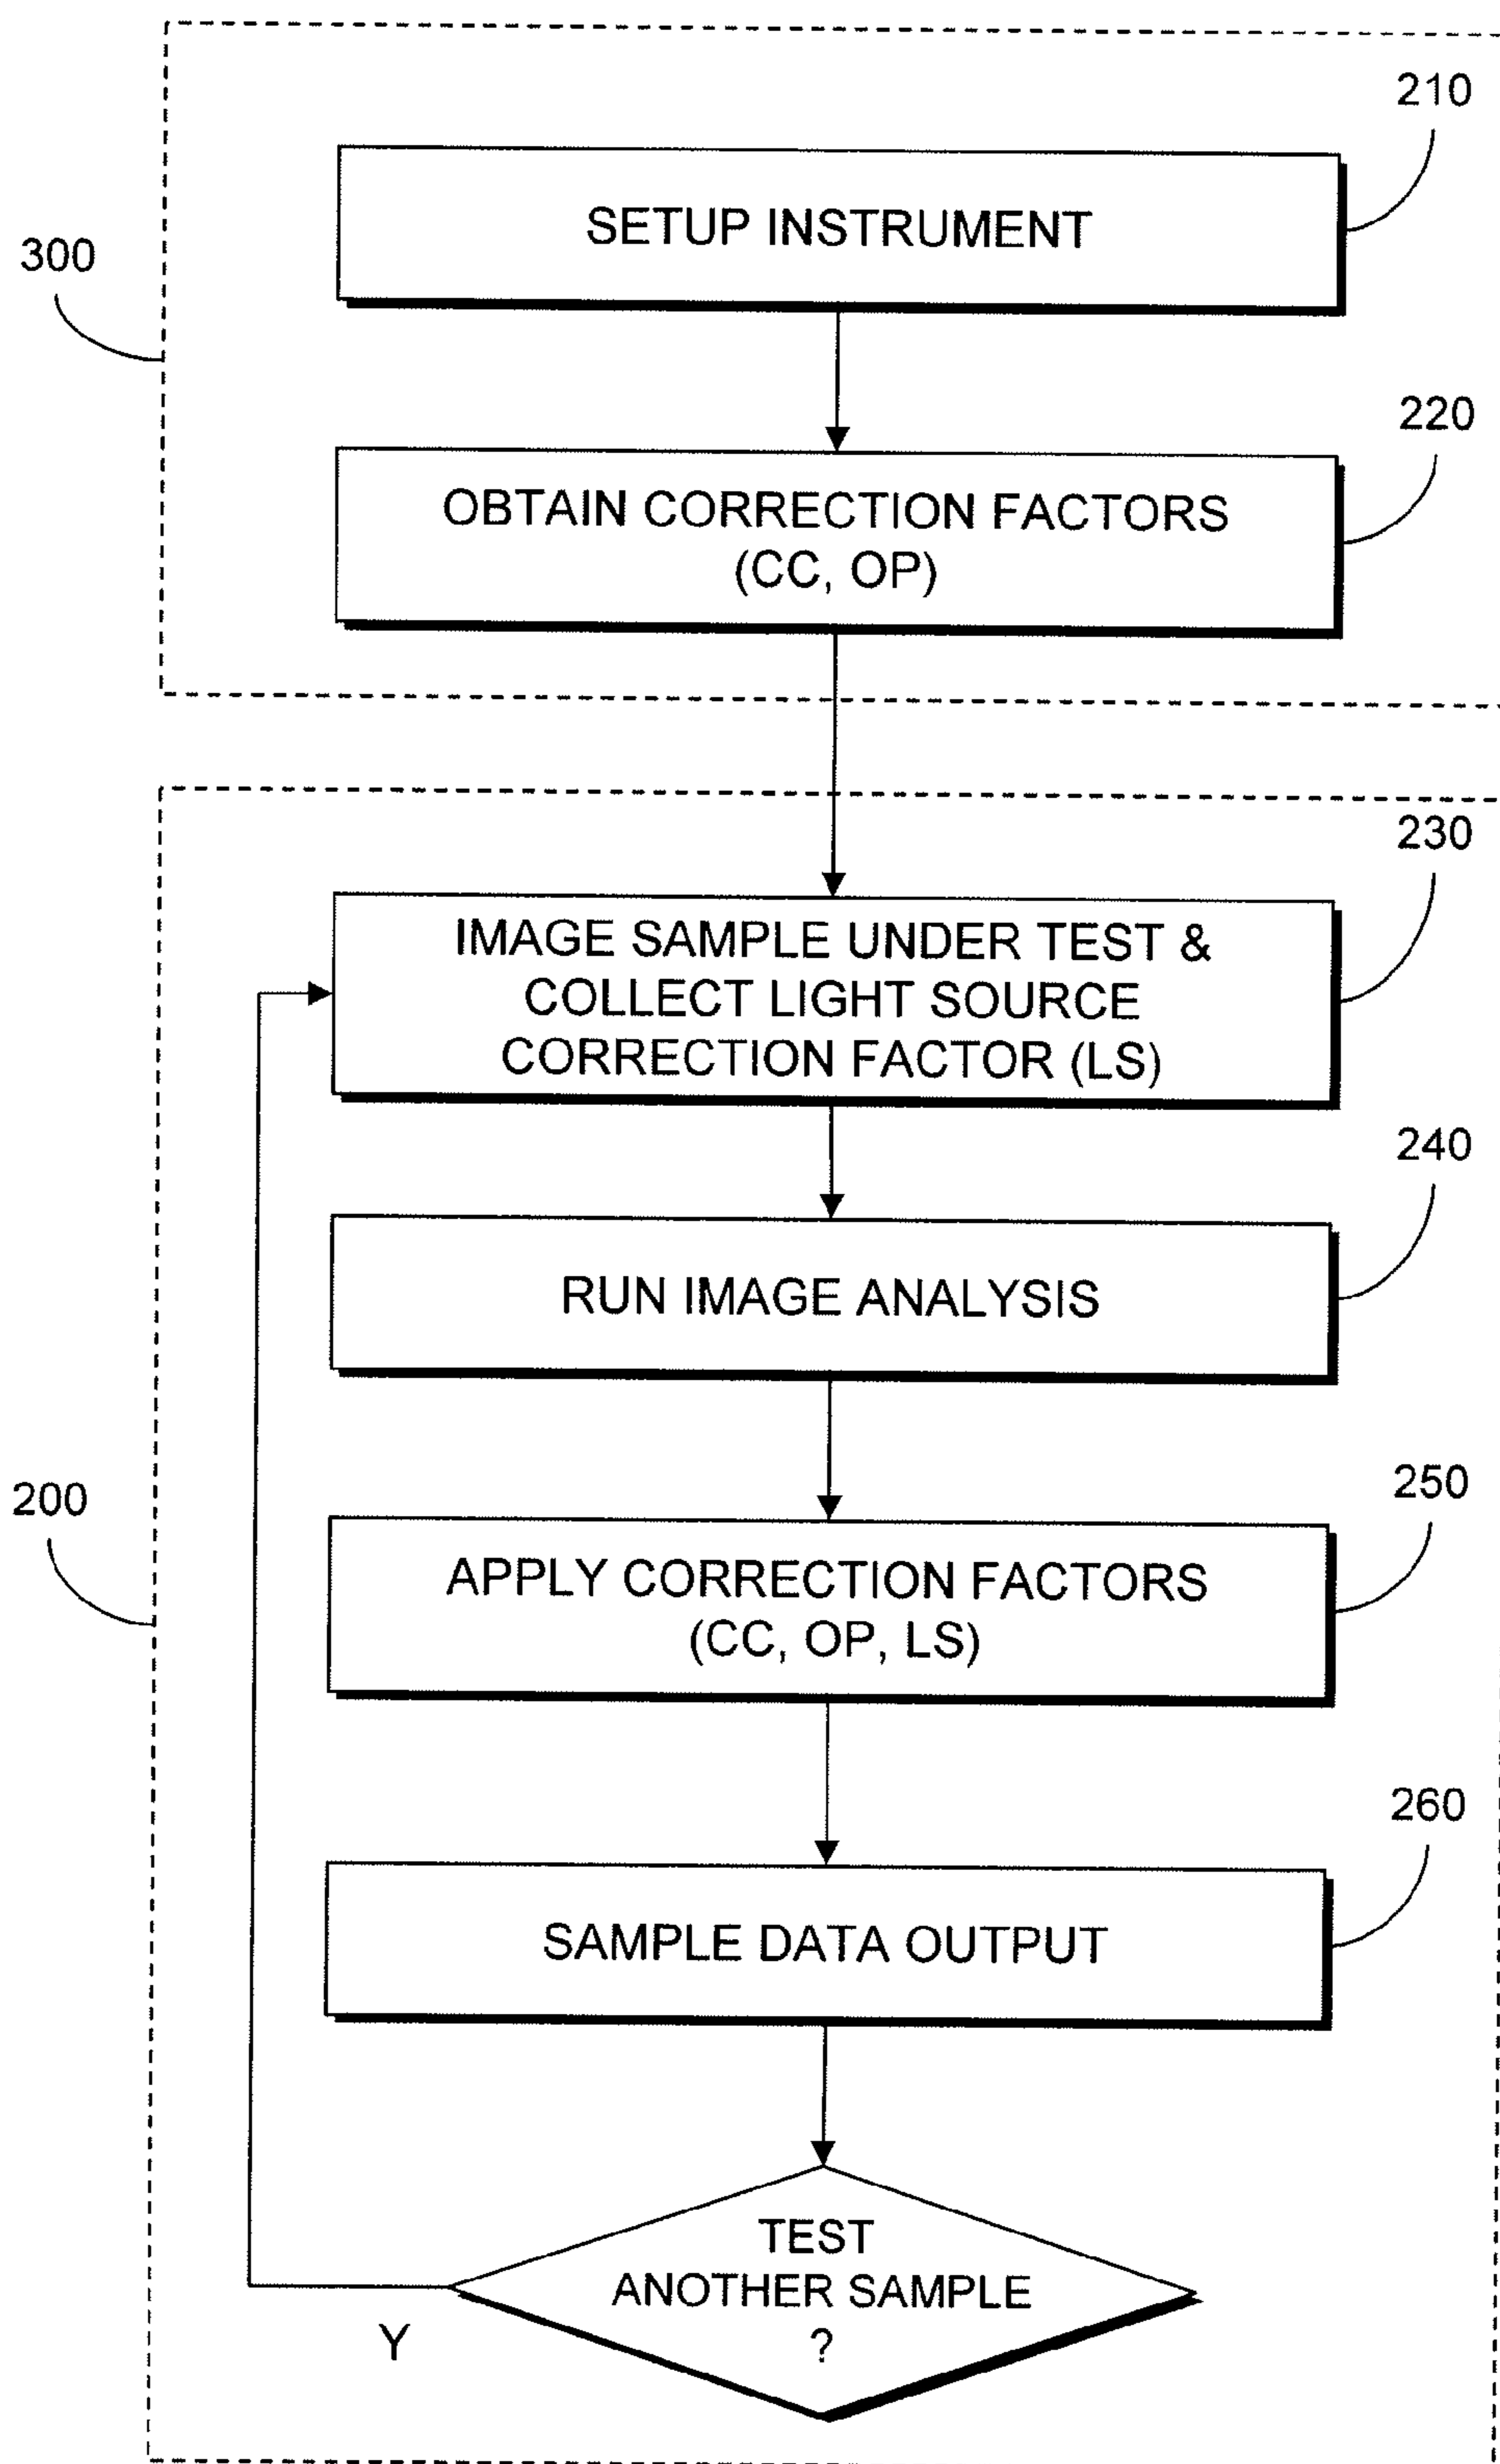 210
SETUP INSTRUMENT
300
220
OBTAIN CORRECTION FACTORS
(CC, OP)
230
IMAGE SAMPLE UNDER TEST &
COLLECT LIGHT SOURCE
CORRECTION FACTOR (LS)
240
RUN IMAGE ANALYSIS
250
200
APPLY CORRECTION FACTORS
(CC, OP, LS)
260
SAMPLE DATA OUTPUT
TEST
ANOTHER SAMPLE
?
Y